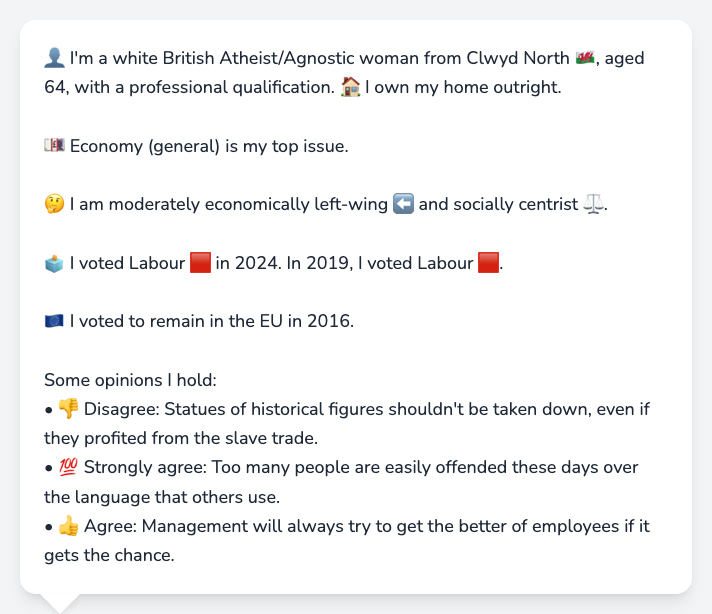 👤 I'm a white British Atheist/Agnostic woman from Clwyd North 🏴󠁧󠁢󠁷󠁬󠁳󠁿, aged
64, with a professional qualification. 🏠 I own my home outright.
💷 Economy (general) is my top issue.
🤔 I am moderately economically left-wing ⬅️ and socially centrist ⚖️.
🗳️ I voted Labour 🟥 in 2024. In 2019, I voted Labour 🟥.
🇪🇺 I voted to remain in the EU in 2016.
Some opinions I hold:
• 👎 Disagree: Statues of historical figures shouldn't be taken down, even if
they profited from the slave trade.
• 💯 Strongly agree: Too many people are easily offended these days over
the language that others use.
• 👍 Agree: Management will always try to get the better of employees if it
gets the chance.